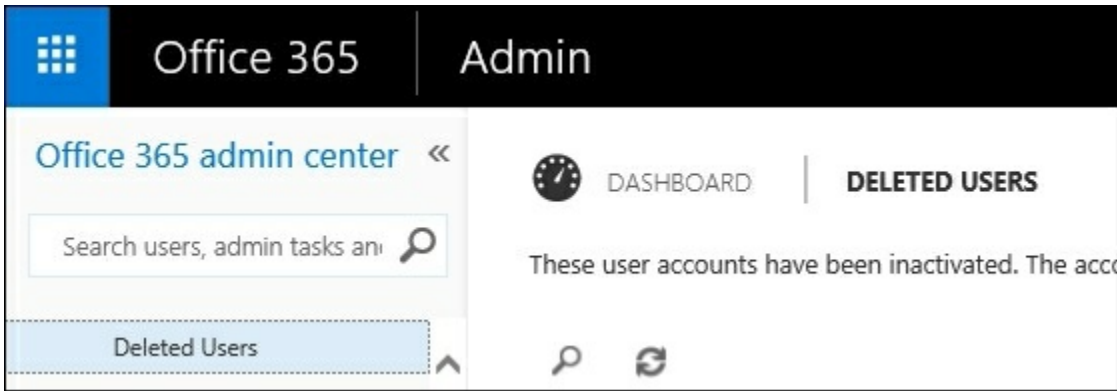 Office 365 Admin
Office 365 admin center «
DASHBOARD DELETED USERS
Search users, admin tasks
These user accounts have been inactivated. The
Deleted Users